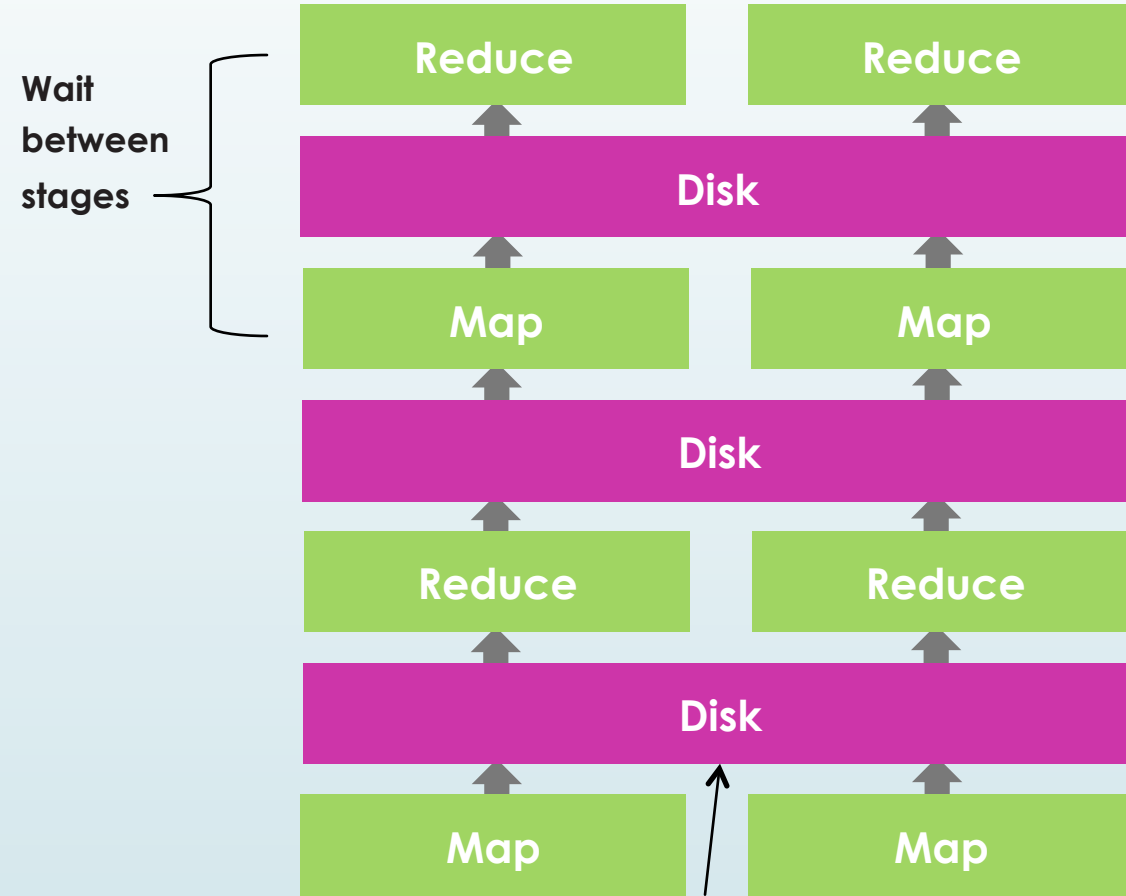 Reduce Reduce
Wait
between
stages
Disk
Map Map
Disk
Reduce Reduce
Disk
Map Map